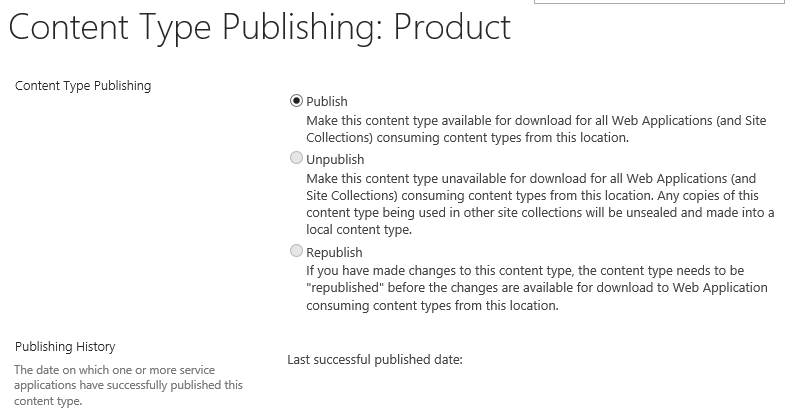 Content Type Publishing: Product
Content Type Publishing
Publish
Make this content type available for download for all Web Applications (and Site
Collections) consuming content types from this location.
Unpublish
Make this content type unavailable for download for all Web Applications (and
Site Collections) consuming content types from this location. Any copies of this
content type being used in other site collections will be unsealed and made into a
local content type.
Republish
If you have made changes to this content type, the content type needs to be
"republished" before the changes are available for download to Web Application
consuming content types from this location.
Publishing History
The date on which one or more service
applications have successfully published this
content type.
Last successful published date: